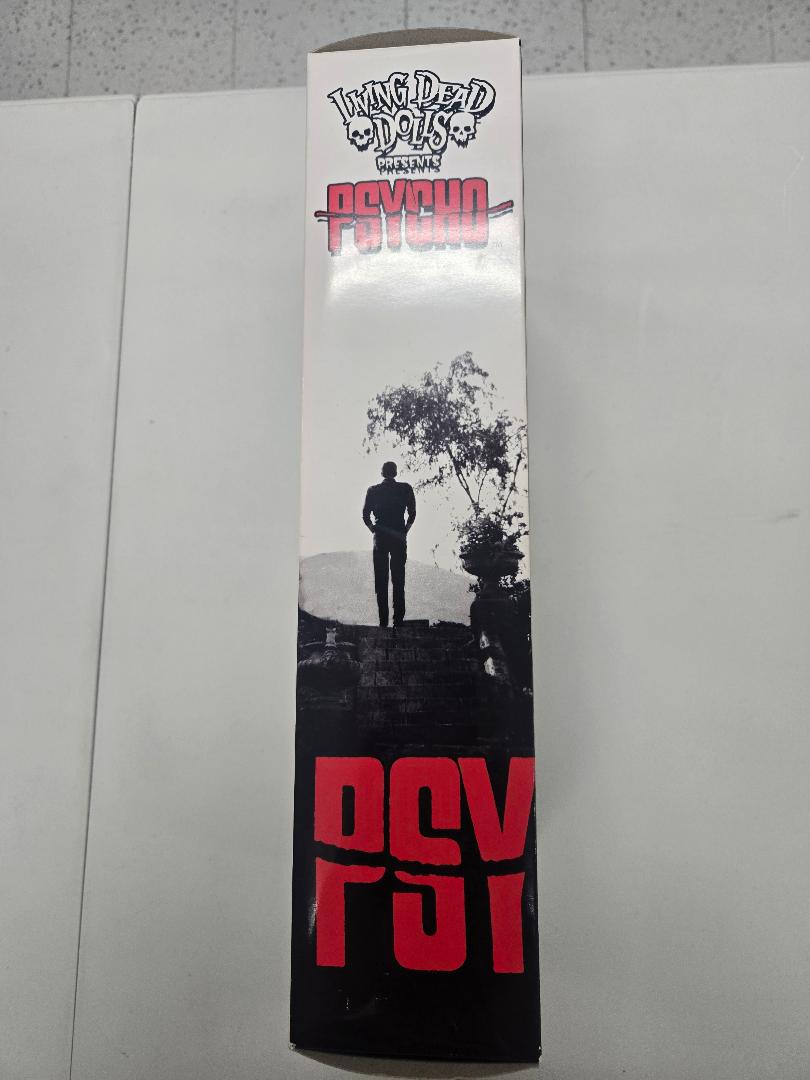 LIVING DEAD
DOLLS
PRESENTS
PSYCHO
PSY